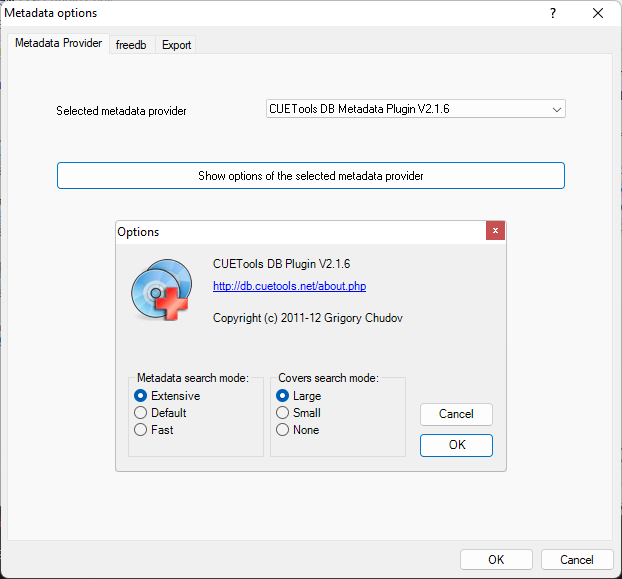 Metadata options
?
Metadata Provider
freedb
Export
Selected metadata provider
CUETools DB Metadata Plugin V2.1.6
Show options of the selected metadata provider
Options
x
CUETools DB Plugin V2.1.6
http://db.cuetools.net/about.php
Copyright (c) 2011-12 Grigory Chudov
Metadata search mode:
Extensive
Default
Fast
Covers search mode:
Large
Small
None
Cancel
OK
OK
Cancel